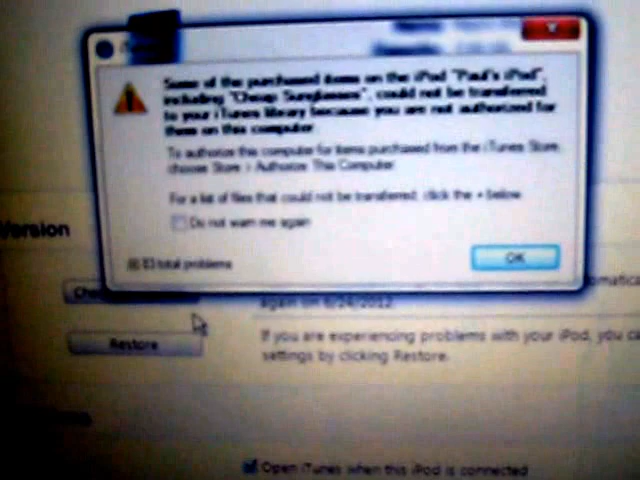 Some of the purchased items on the iPod "Paul's iPod",
including "Cheap Sunglasses", could not be transferred
to your iTunes library because you are not authorized for
them on this computer.
To authorize this computer for items purchased from the iTunes Store,
choose Store > Authorize This Computer.
For a list of files that could not be transferred, click the + below.
Do not warn me again
83 total problems
OK
Version
again on 6/24/2012.
Restore
If you are experiencing problems with your iPod, you
settings by clicking Restore.
Open iTunes when this iPod is connected